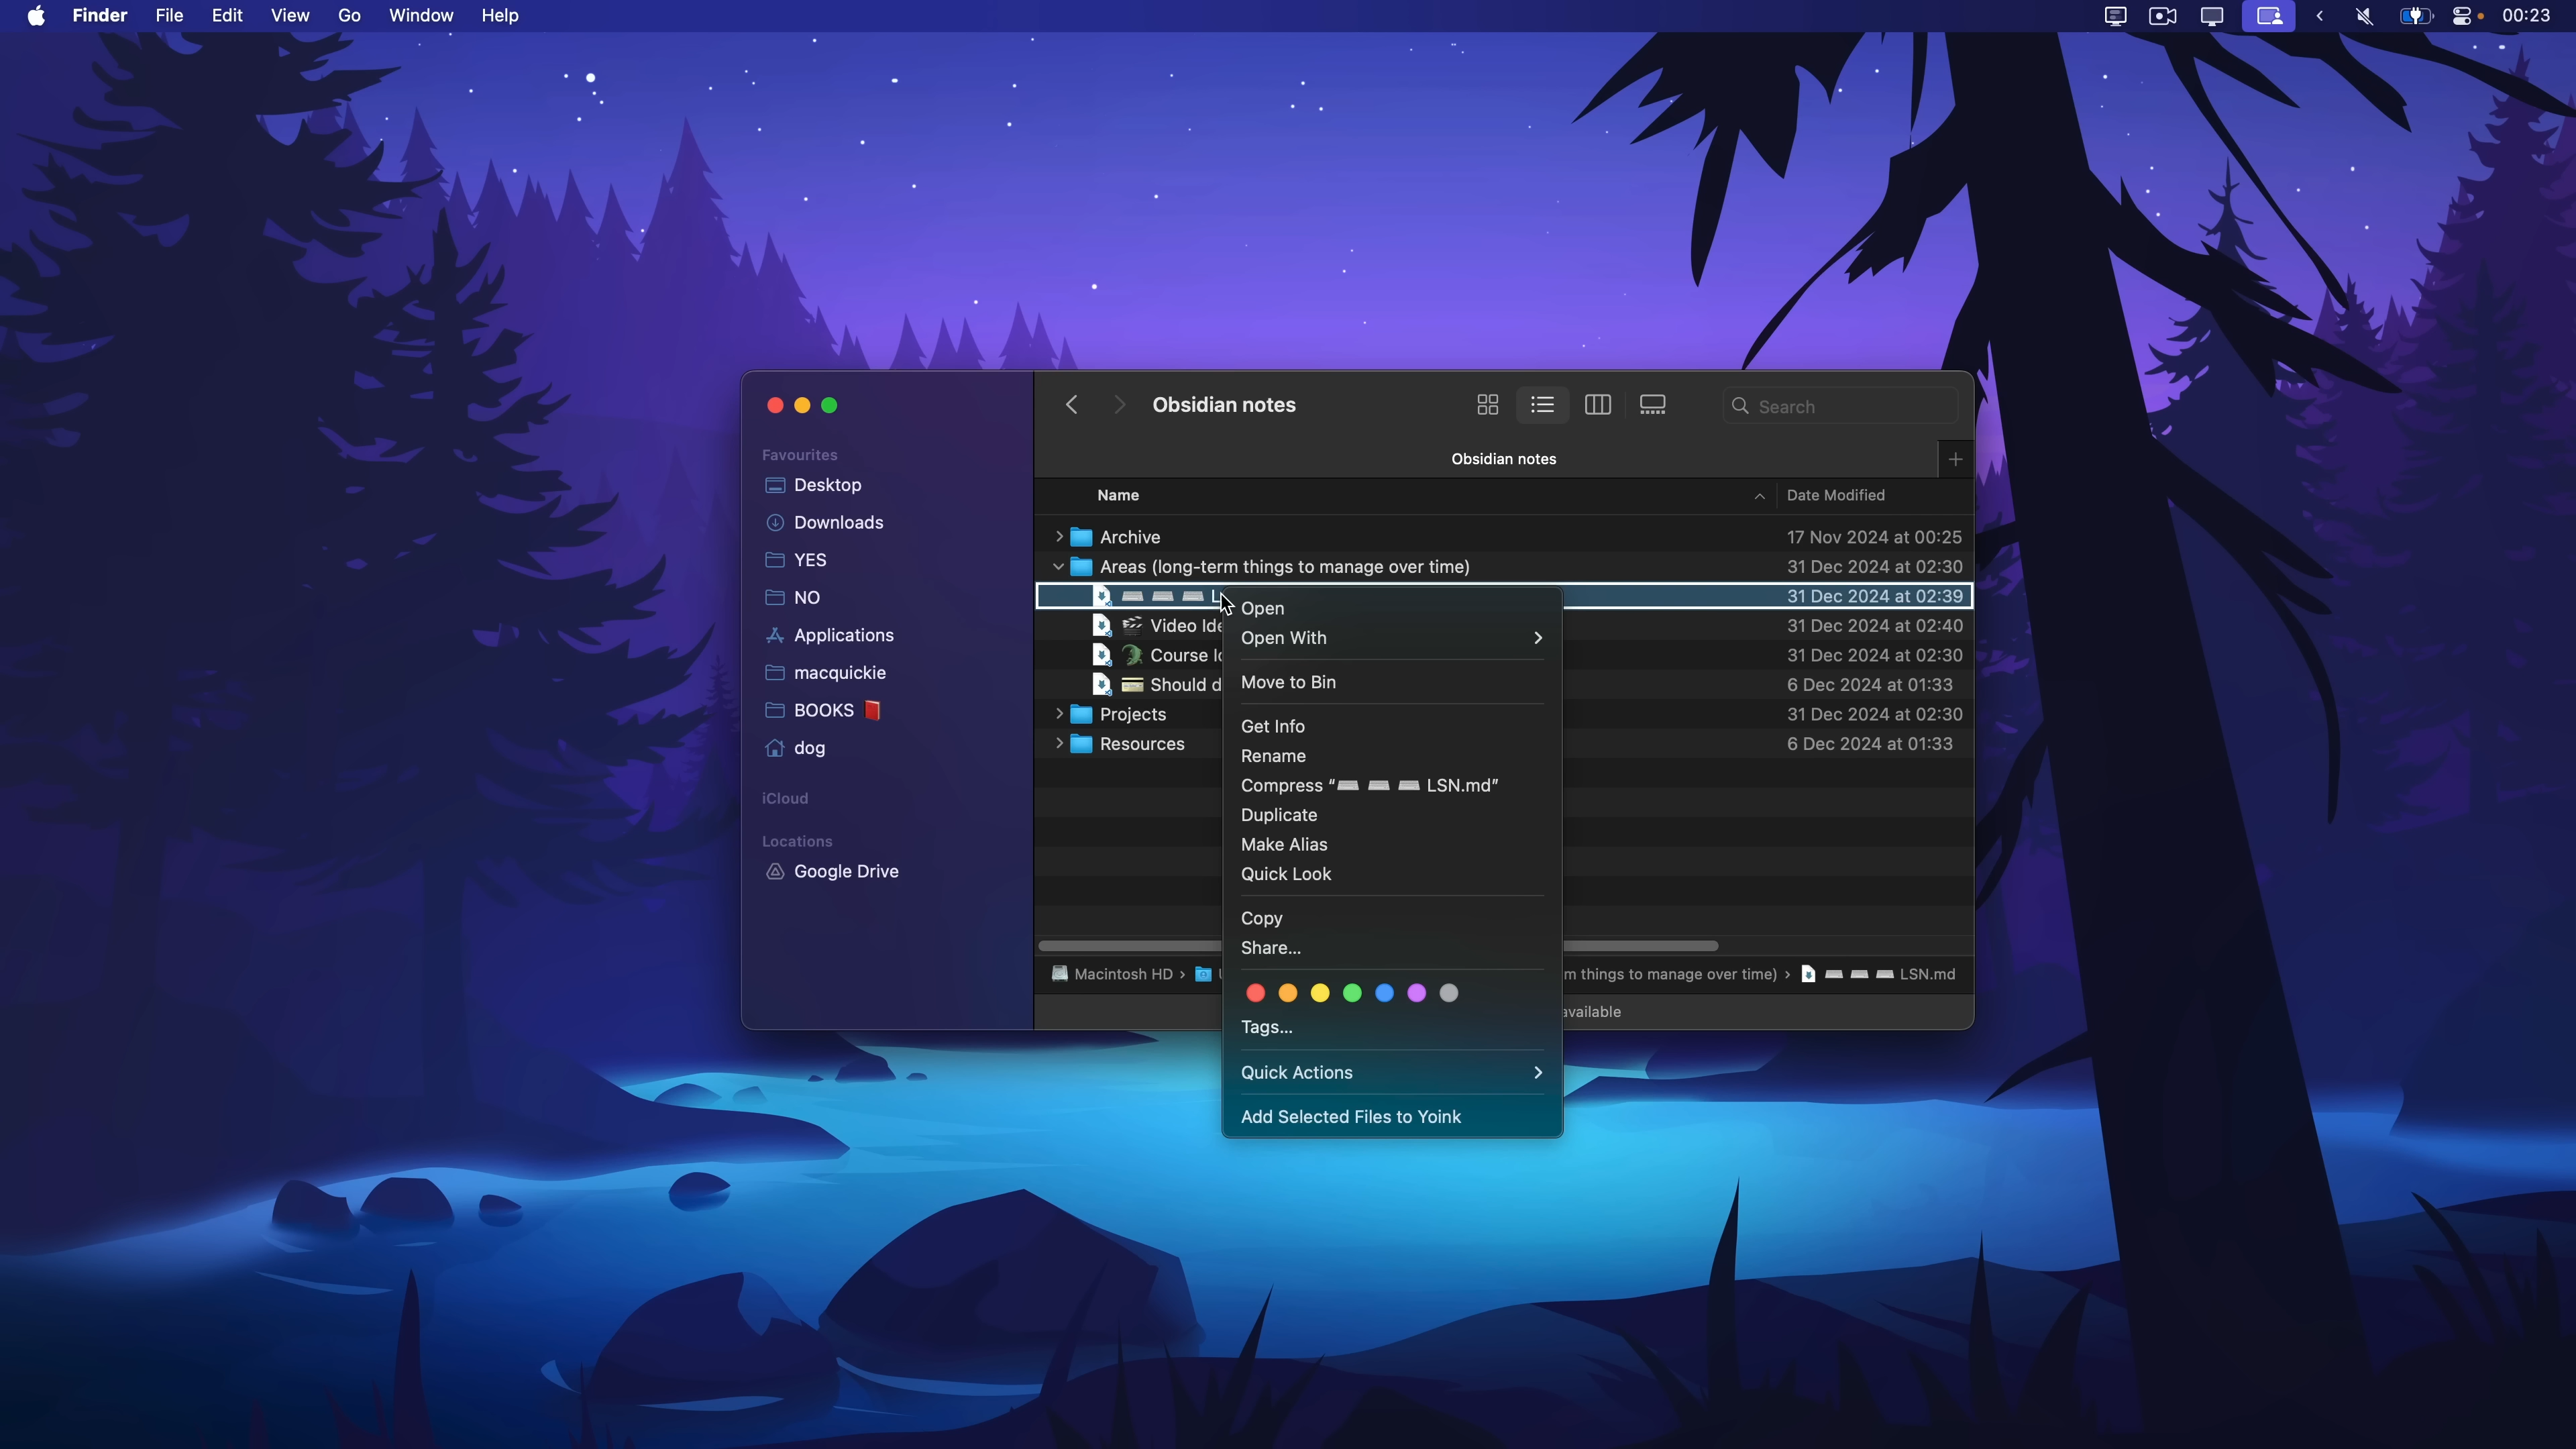 Finder File Edit View Go Window Help 00:23
Obsidian notes Search
Favourites
Desktop
Downloads
YES
NO
Applications
macquickie
BOOKS
dog
iCloud
Locations
Google Drive
Obsidian notes
Name Date Modified
Archive 17 Nov 2024 at 00:25
Areas (long-term things to manage over time) 31 Dec 2024 at 02:30
31 Dec 2024 at 02:39
Video 31 Dec 2024 at 02:40
Course 31 Dec 2024 at 02:30
Should 6 Dec 2024 at 01:33
Projects 31 Dec 2024 at 02:30
Resources 6 Dec 2024 at 01:33
Open
Open With
Move to Bin
Get Info
Rename
Compress “⌨️ ⌨️ ⌨️ LSN.md”
Duplicate
Make Alias
Quick Look
Copy
Share...
Tags...
Quick Actions
Add Selected Files to Yoink
Macintosh HD › things to manage over time) › LSN.md
available